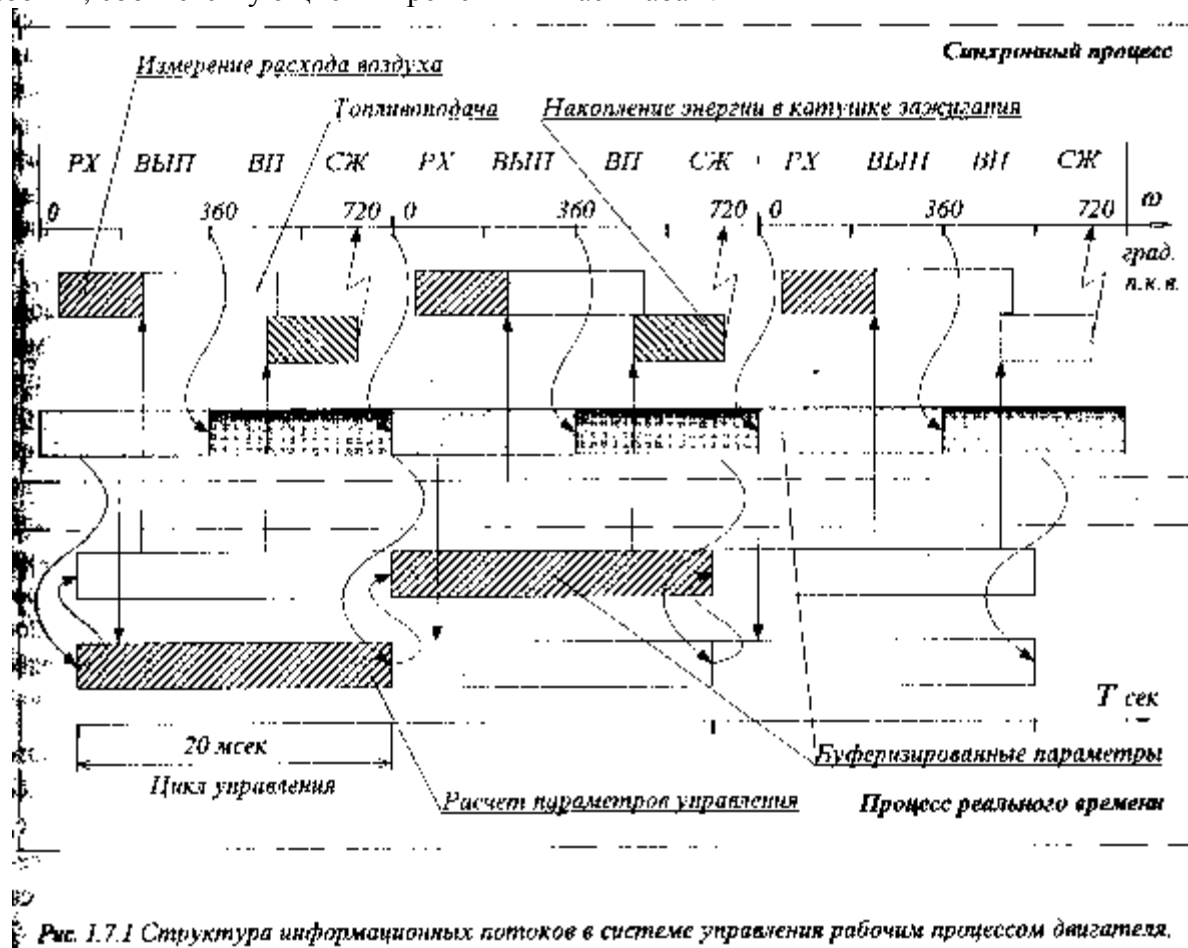 Синхронный процесс
Измерение расхода воздуха
Топливоподача
Накопление энергии в катушке зажигания
РХ ВЫП ВП СЖ РХ ВЫП ВП СЖ РХ ВЫП ВП СЖ
0 360 720 0 360 720 0 360 720 ω
град.
п.к.в.
Т сек
20 мсек
Цикл управления
Буферизированные параметры
Расчет параметров управления
Процесс реального времени
Рис. 1.7.1 Структура информационных потоков в системе управления рабочим процессом двигателя.